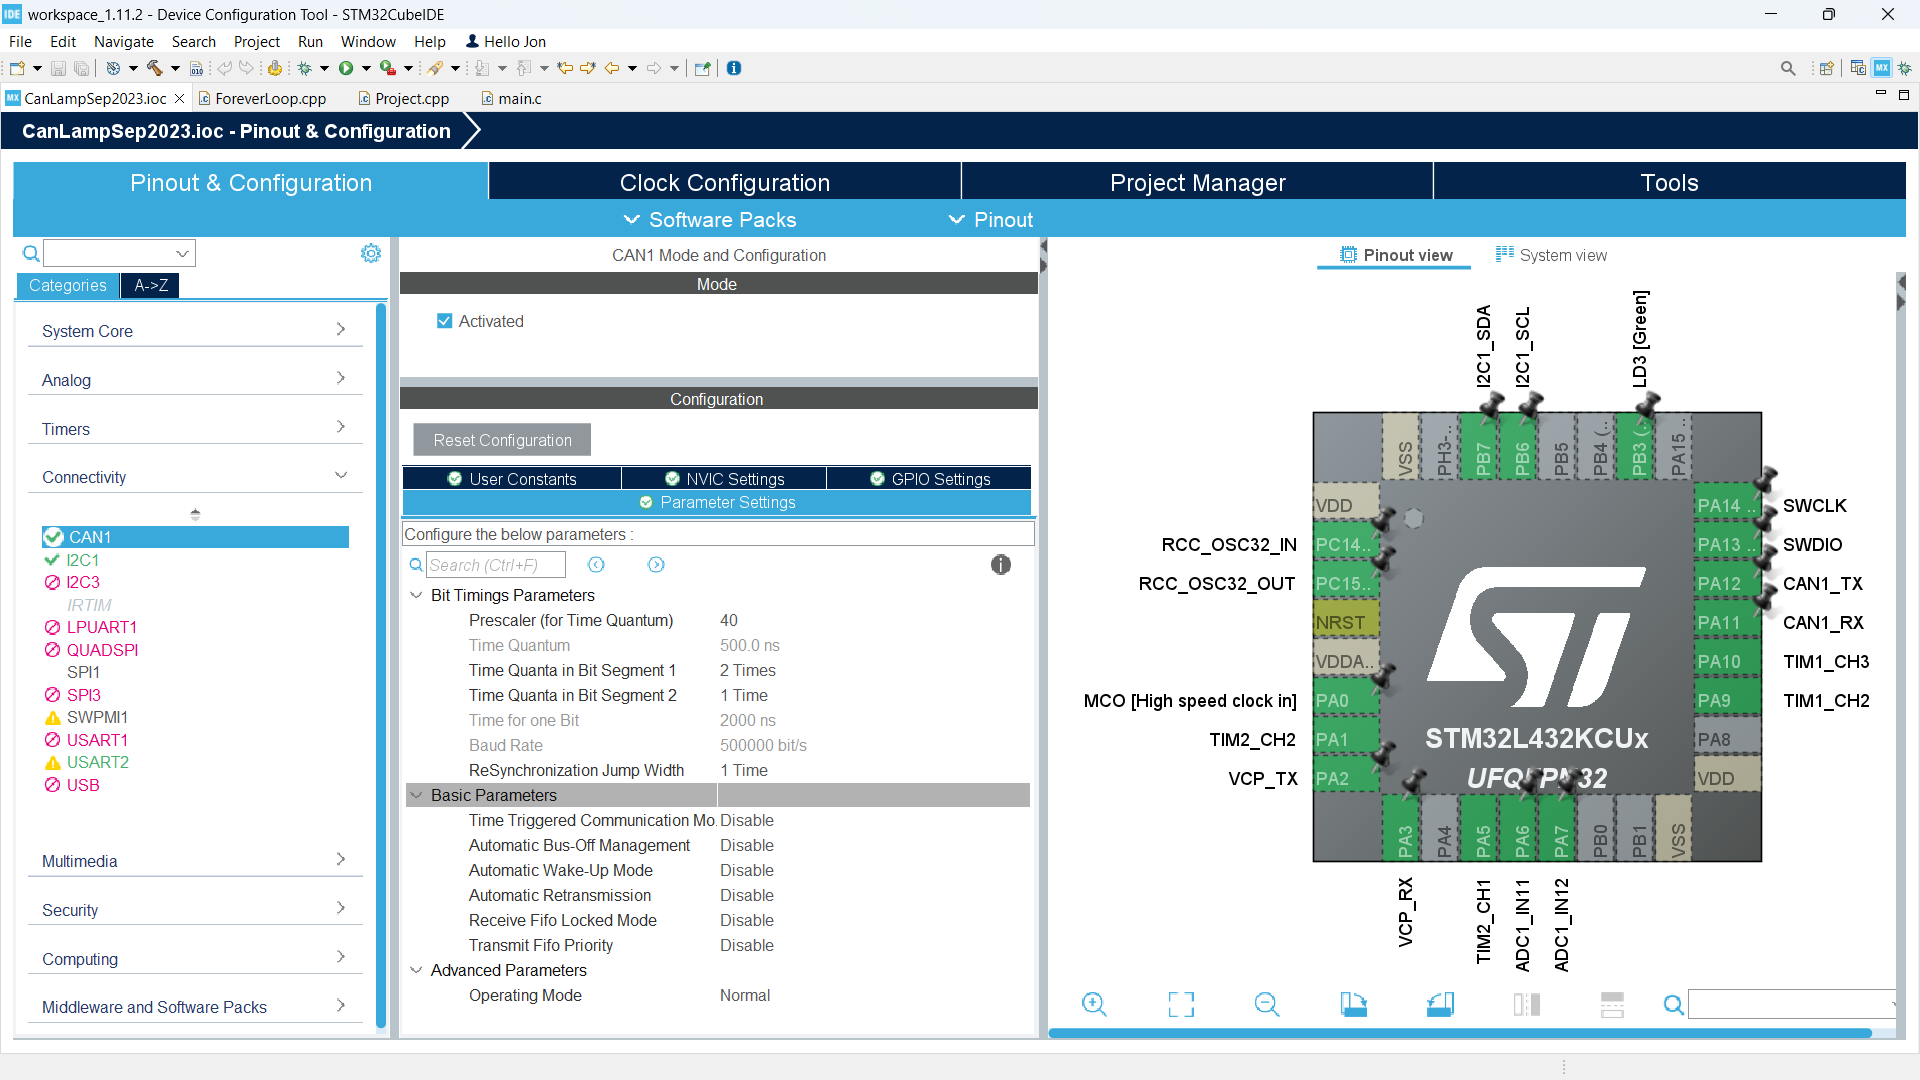 IDE workspace_1.11.2 - Device Configuration Tool - STM32CubeIDE
File Edit Navigate Search Project Run Window Help Hello Jon
010
MX
MX CanLampSep2023.ioc ForeverLoop.cpp Project.cpp main.c
CanLampSep2023.ioc - Pinout & Configuration
Pinout & Configuration Clock Configuration Project Manager Tools
Software Packs Pinout
Categories A->Z
System Core
Analog
Timers
Connectivity
CAN1
I2C1
I2C3
IRTIM
LPUART1
QUADSPI
SPI1
SPI3
SWPMI1
USART1
USART2
USB
Multimedia
Security
Computing
Middleware and Software Packs
CAN1 Mode and Configuration
Mode
Activated
Configuration
Reset Configuration
User Constants NVIC Settings GPIO Settings
Parameter Settings
Configure the below parameters :
Search (Ctrl+F)
Bit Timings Parameters
Prescaler (for Time Quantum) 40
Time Quantum 500.0 ns
Time Quanta in Bit Segment 1 2 Times
Time Quanta in Bit Segment 2 1 Time
Time for one Bit 2000 ns
Baud Rate 500000 bit/s
ReSynchronization Jump Width 1 Time
Basic Parameters
Time Triggered Communication Mo Disable
Automatic Bus-Off Management Disable
Automatic Wake-Up Mode Disable
Automatic Retransmission Disable
Receive Fifo Locked Mode Disable
Transmit Fifo Priority Disable
Advanced Parameters
Operating Mode Normal
Pinout view System view
I2C1_SDA
I2C1_SCL
LD3 [Green]
VSS
PH3-..
PB7
PB6
PB5
PB4 (..
PB3 (..
PA15 ..
VDD
RCC_OSC32_IN PC14..
RCC_OSC32_OUT PC15..
NRST
VDDA..
MCO [High speed clock in] PA0
TIM2_CH2 PA1
VCP_TX PA2
PA14 .. SWCLK
PA13 .. SWDIO
PA12 CAN1_TX
PA11 CAN1_RX
PA10 TIM1_CH3
PA9 TIM1_CH2
PA8
VDD
ST
STM32L432KCUx
UFQFPN32
PA3
PA4
PA5
PA6
PA7
PB0
PB1
VSS
VCP_RX
TIM2_CH1
ADC1_IN11
ADC1_IN12